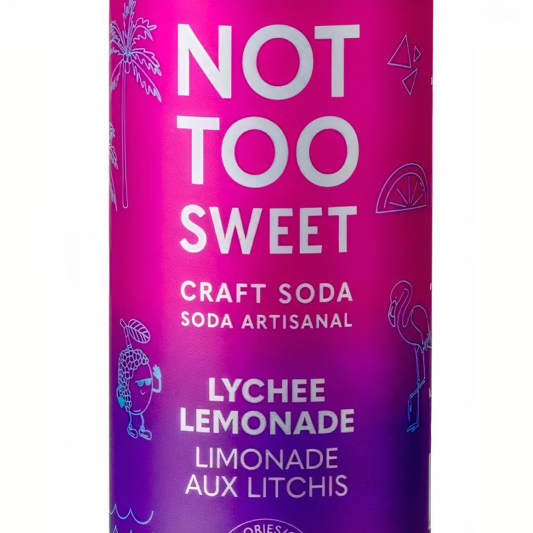 NOT
TOO
SWEET
CRAFT SODA
SODA ARTISANAL
LYCHEE
LEMONADE
LIMONADE
AUX LITCHIS